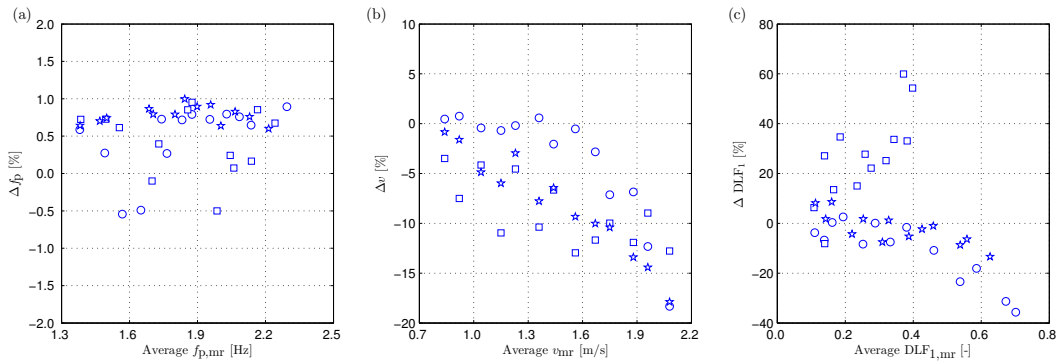 (a)
2.0
1.5
1.0
0.5
0.0
−0.5
−1.0
−1.5
−2.0
Δfp [%]
1.3 1.6 1.9 2.2 2.5
Average fp,mr [Hz]
(b)
10
5
0
−5
−10
−15
−20
Δv [%]
0.7 1.0 1.3 1.6 1.9 2.2
Average vmr [m/s]
(c)
80
60
40
20
0
−20
−40
Δ DLF1 [%]
0.0 0.2 0.4 0.6 0.8
Average DLF1,mr [-]